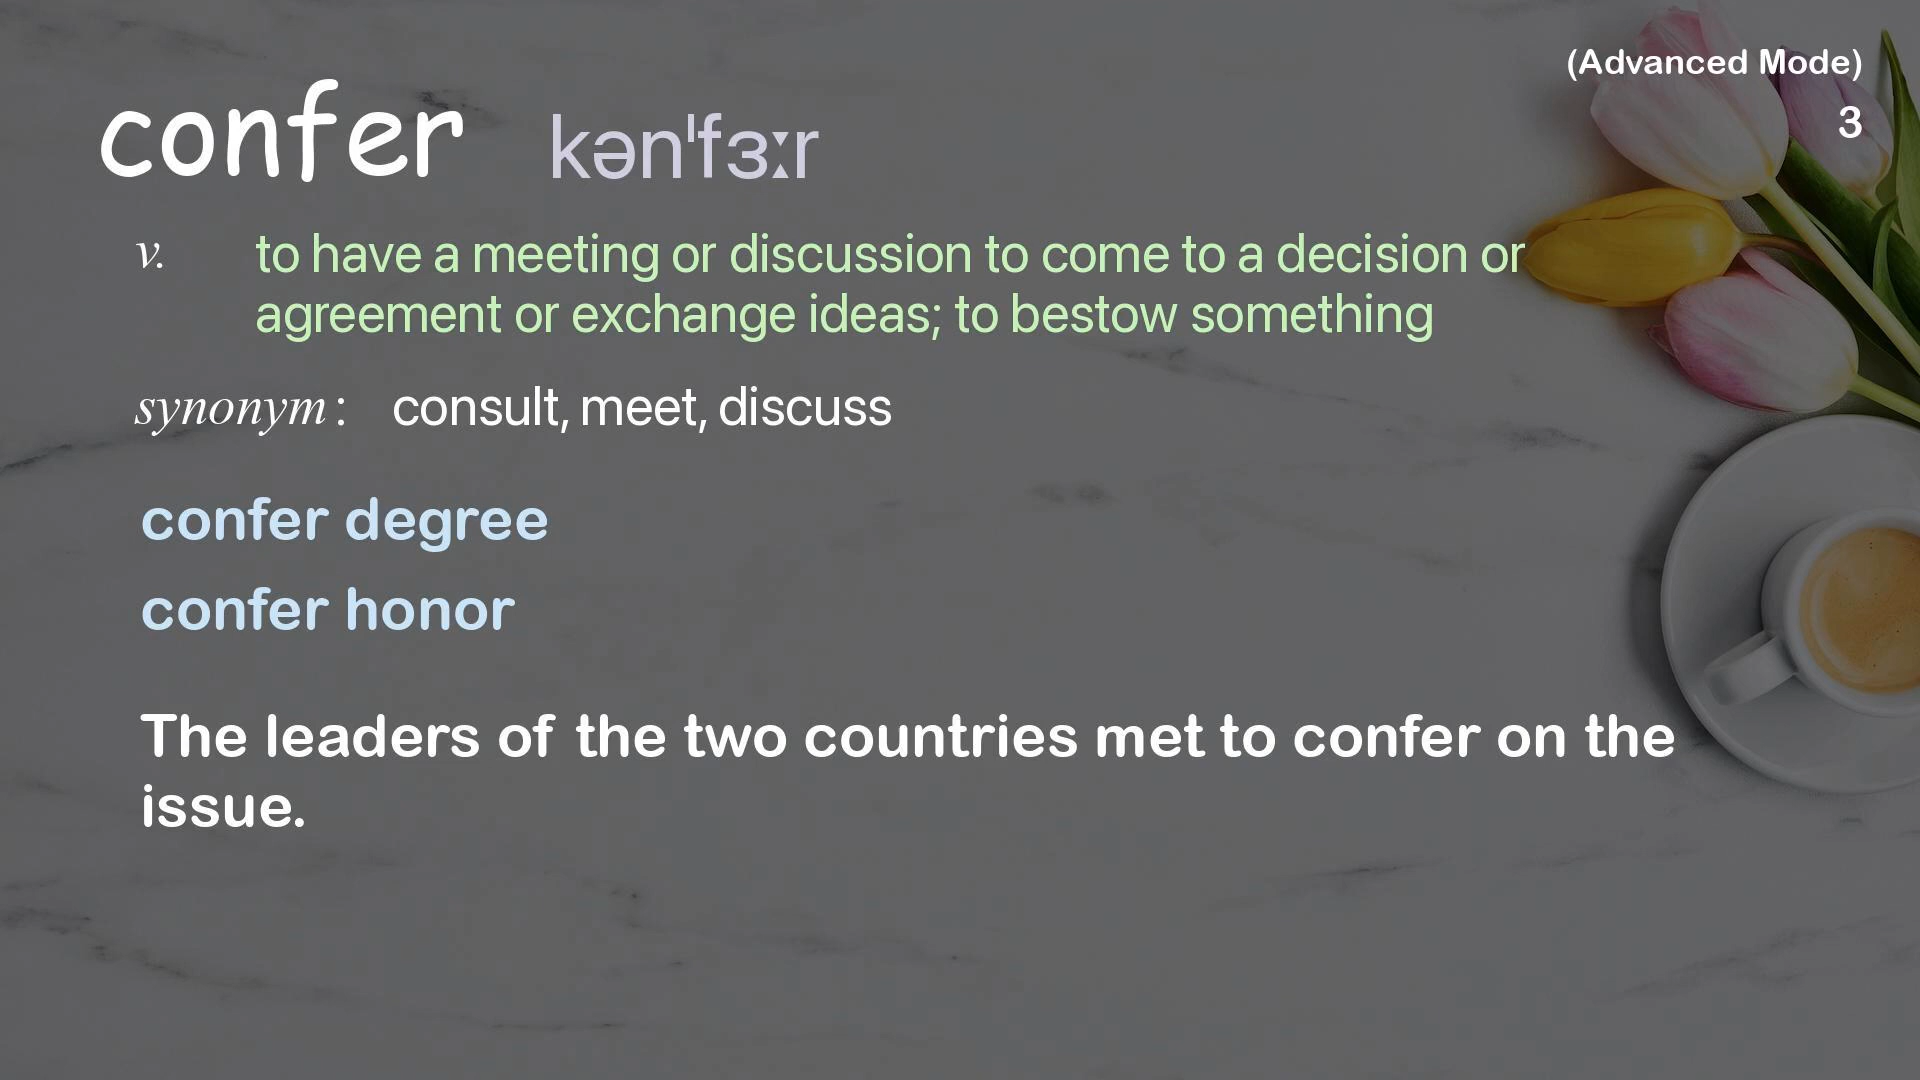 (Advanced Mode)
3
confer kənˈfɜːr
v. to have a meeting or discussion to come to a decision or
agreement or exchange ideas; to bestow something
synonym: consult, meet, discuss
confer degree
confer honor
The leaders of the two countries met to confer on the
issue.